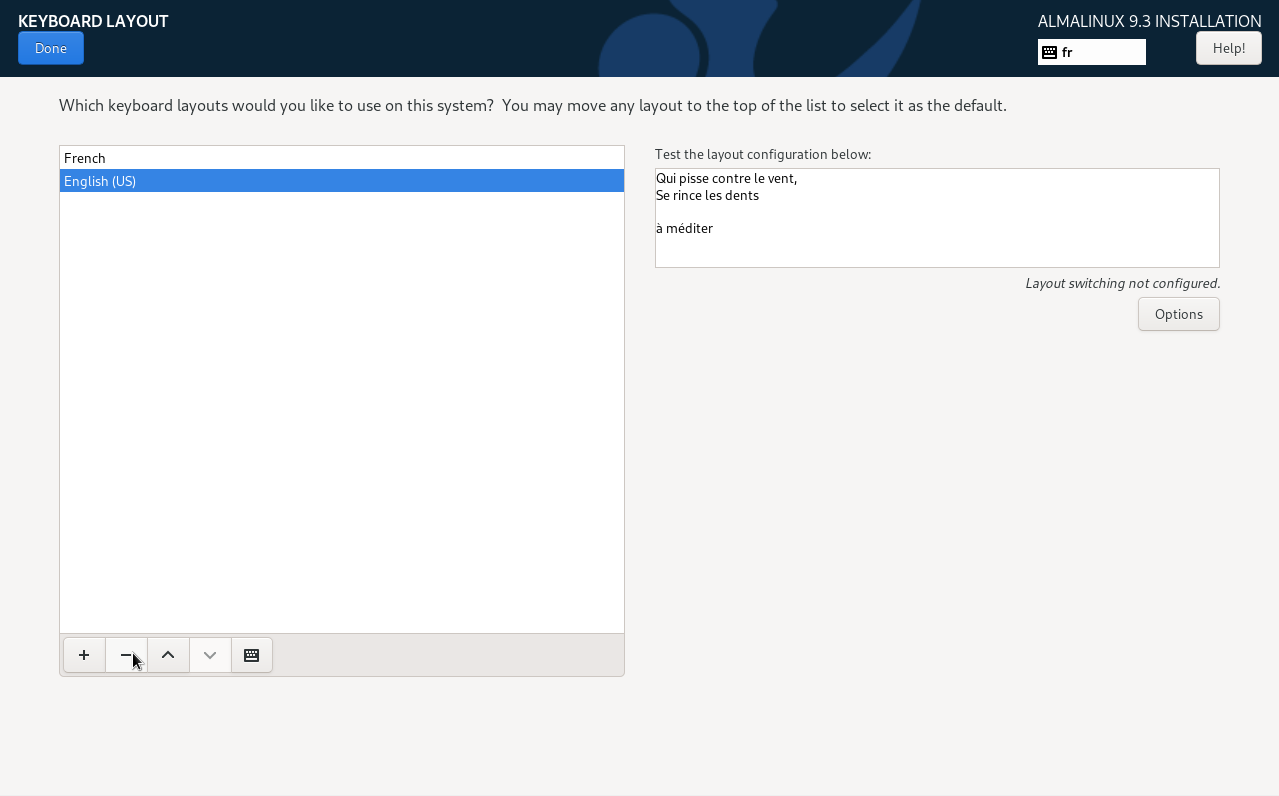 KEYBOARD LAYOUT
ALMALINUX 9.3 INSTALLATION
Done
fr
Help!
Which keyboard layouts would you like to use on this system?  You may move any layout to the top of the list to select it as the default.
French
English (US)
Test the layout configuration below:
Qui pisse contre le vent,
Se rince les dents
à méditer
Layout switching not configured.
Options